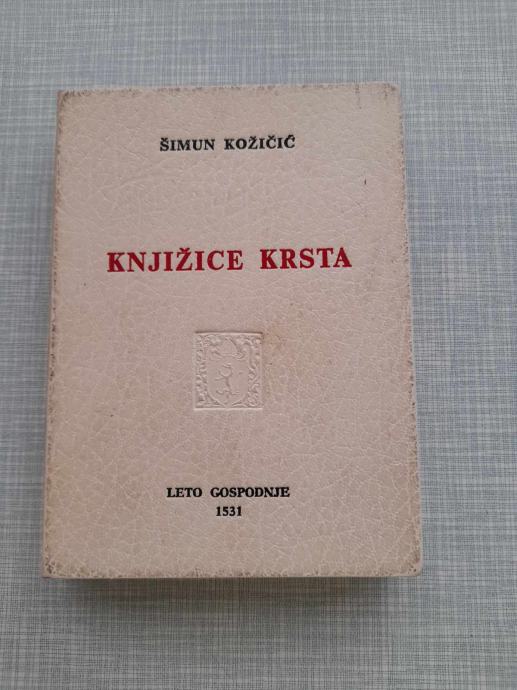 ŠIMUN KOŽIČIĆ
KNJIŽICE KRSTA
LETO GOSPODNJE
1531